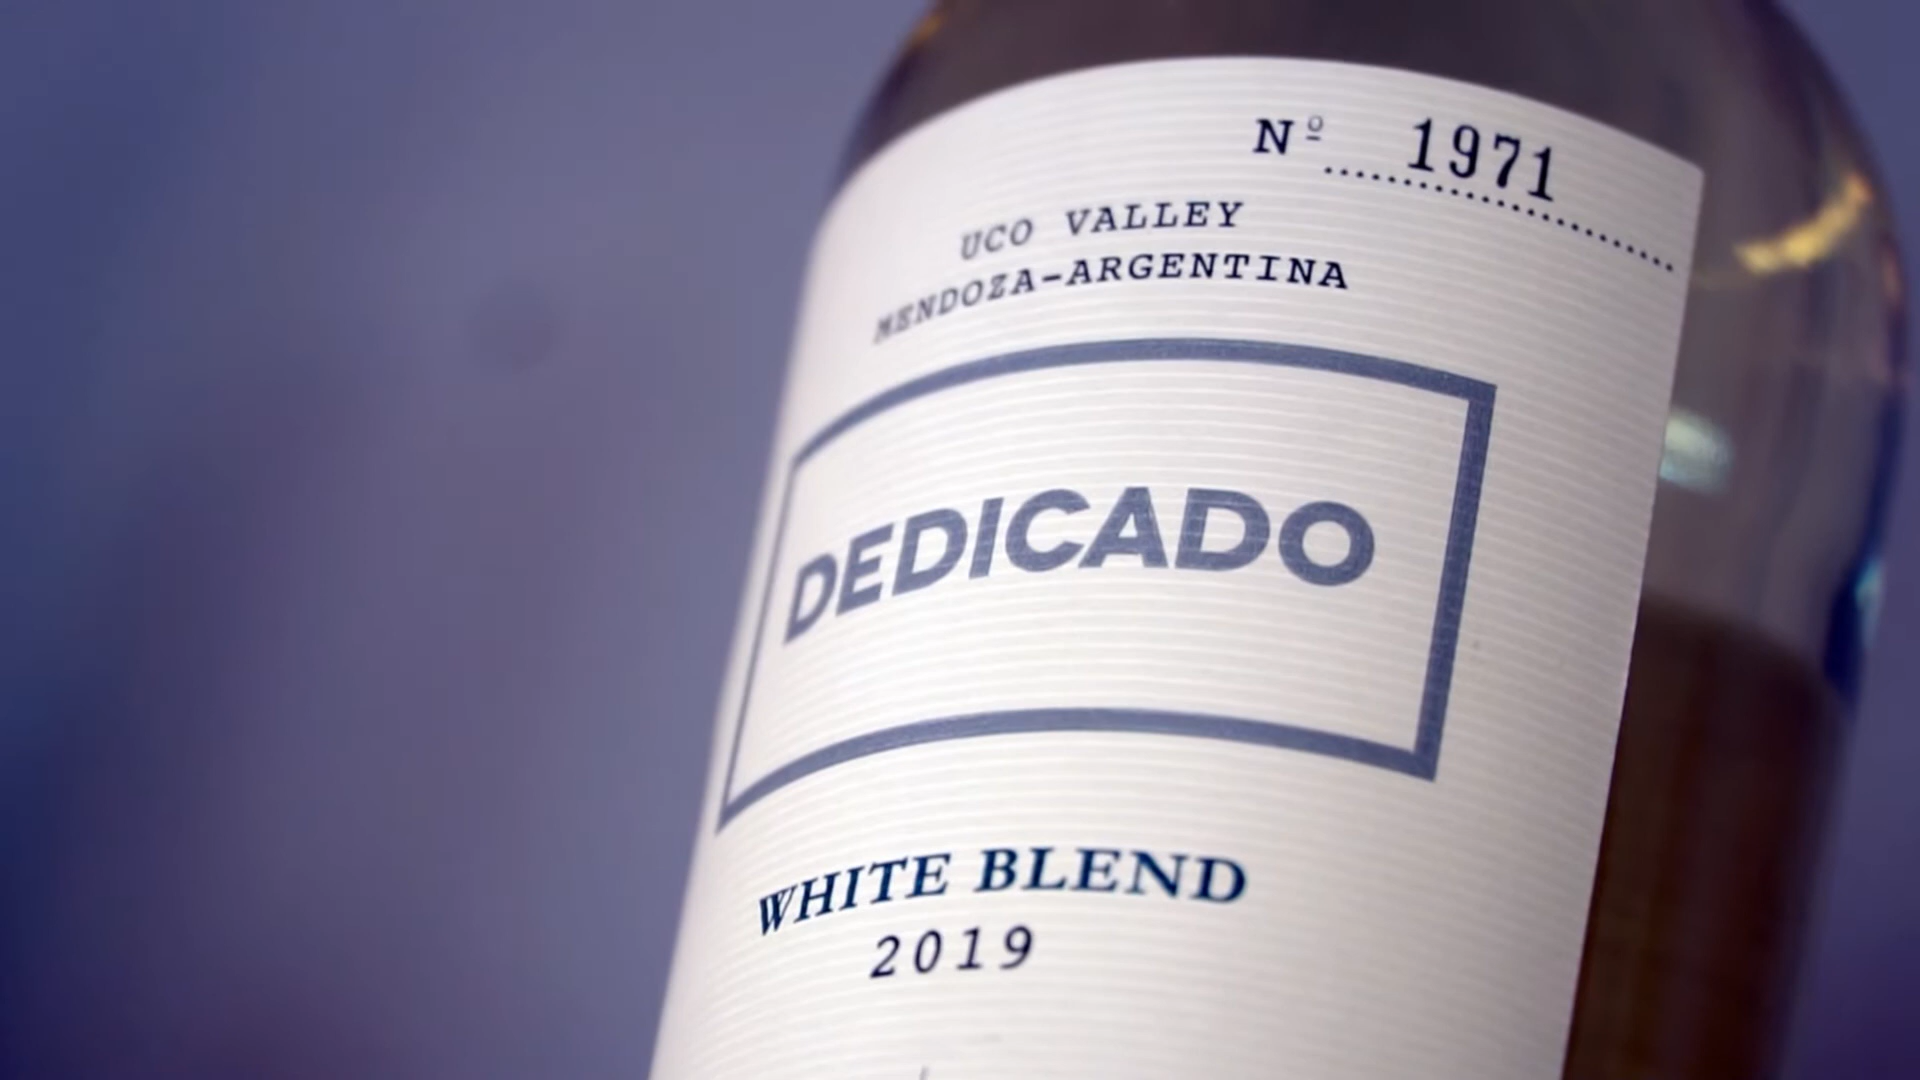 Nº 1971
UCO VALLEY
MENDOZA-ARGENTINA
DEDICADO
WHITE BLEND
2019